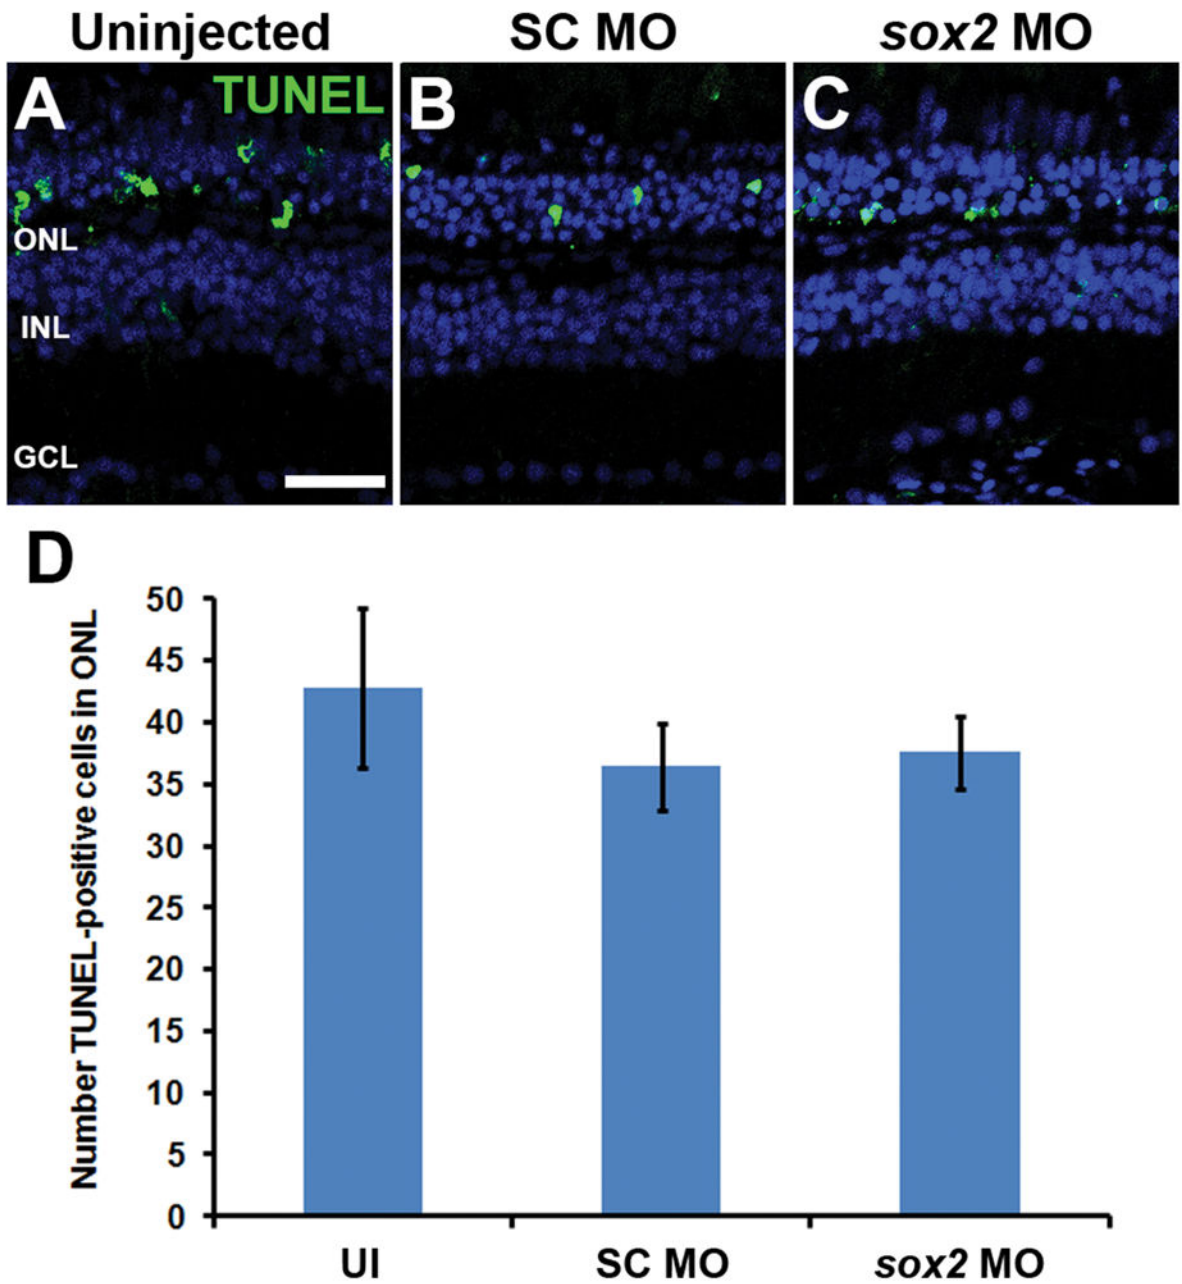 Uninjected SC MO sox2 MO
A TUNEL B C
ONL
INL
GCL
D
Number TUNEL-positive cells in ONL
50
45
40
35
30
25
20
15
10
5
0
UI SC MO sox2 MO